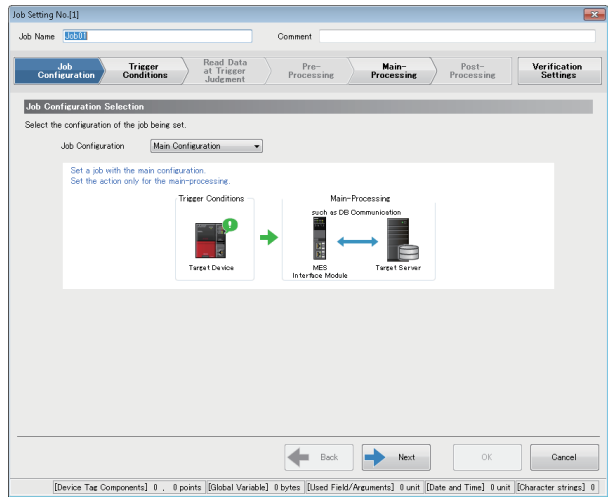 Job Setting No.[1]
Job Name Job01 Comment
Job Configuration
Trigger Conditions
Read Data at Trigger Judgment
Pre-Processing
Main-Processing
Post-Processing
Verification Settings
Job Configuration Selection
Select the configuration of the job being set.
Job Configuration Main Configuration
Set a job with the main configuration.
Set the action only for the main-processing.
Trigger Conditions Main-Processing
such as DB Communication
Target Device
MES Interface Module
Target Server
Back Next OK Cancel
[Device Tag Components] 0 , 0 points [Global Variable] 0 bytes [Used Field/Arguments] 0 unit [Date and Time] 0 unit [Character strings] 0